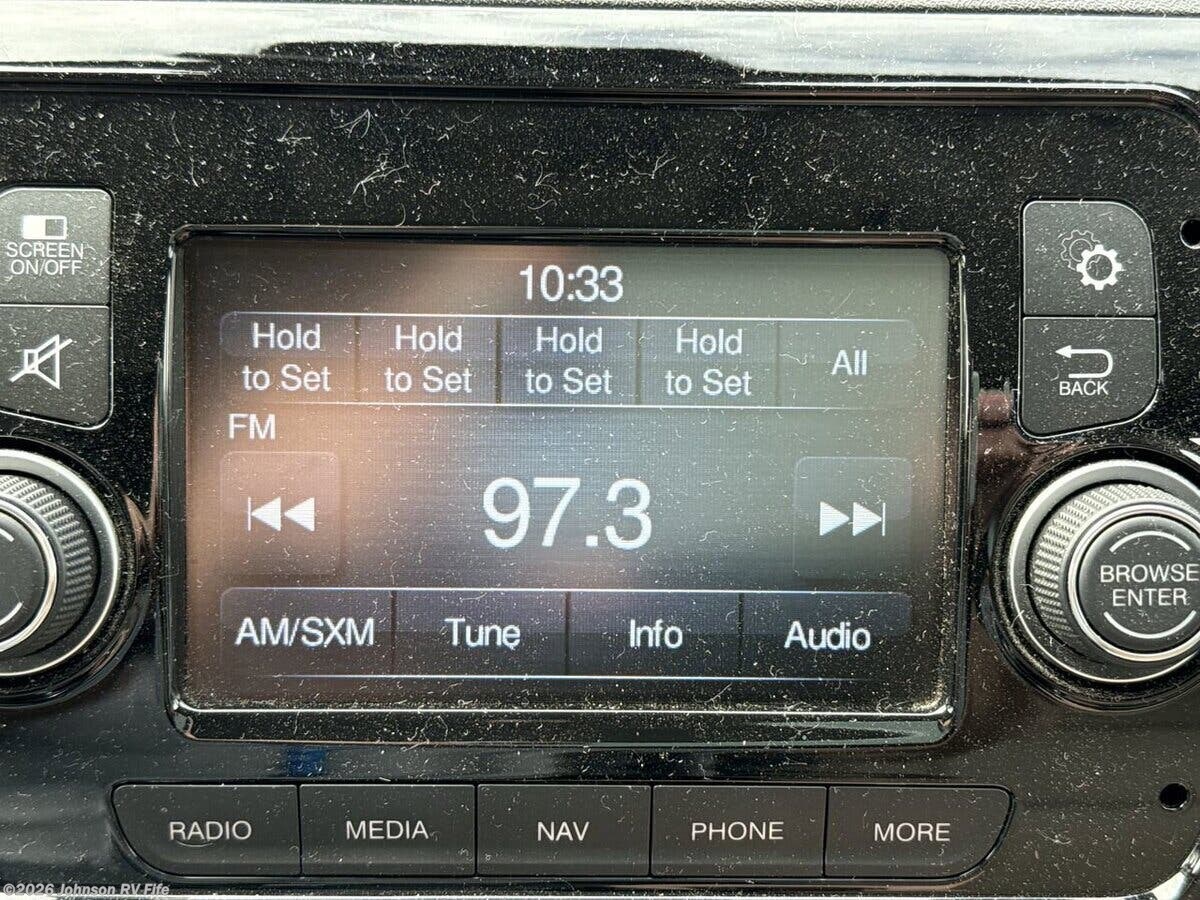 SCREEN
ON/OFF
10:33
Hold
to Set
Hold
to Set
Hold
to Set
Hold
to Set
All
FM
97.3
AM/SXM
Tune
Info
Audio
BACK
BROWSE
ENTER
RADIO
MEDIA
NAV
PHONE
MORE
©2026 Johnson RV Fife